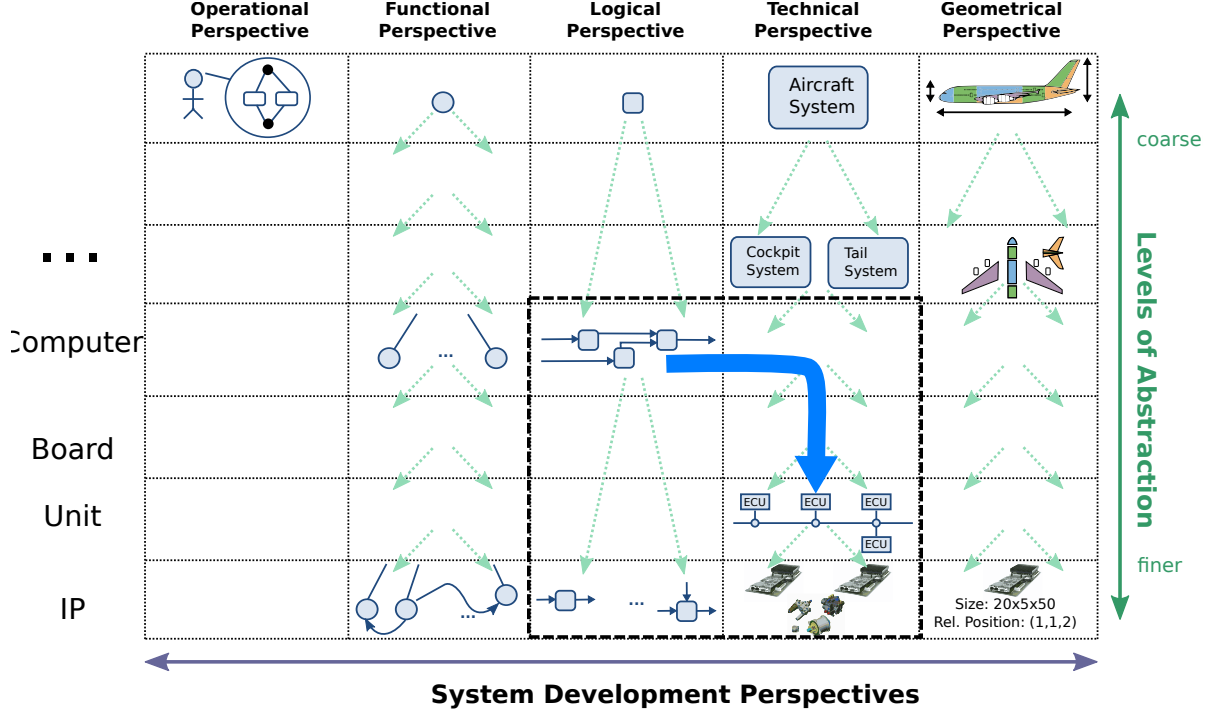 Operational
Perspective
Functional
Perspective
Logical
Perspective
Technical
Perspective
Geometrical
Perspective
Aircraft
System
coarse
Cockpit
System
Tail
System
...
Computer
...
Levels of Abstraction
Board
Unit
ECU
ECU
ECU
ECU
finer
IP
...
...
Size: 20x5x50
Rel. Position: (1,1,2)
System Development Perspectives